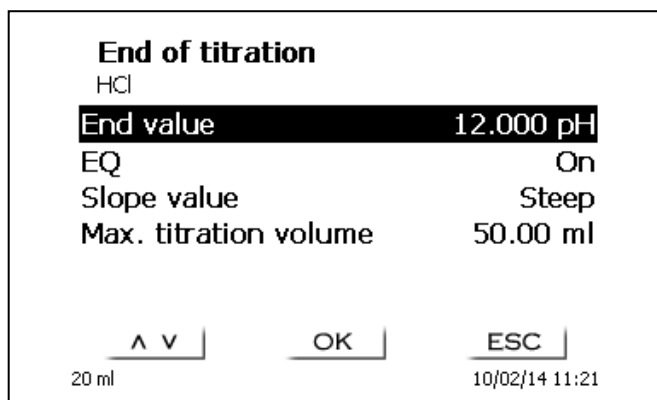 End of titration
HCl
End value 12.000 pH
EQ On
Slope value Steep
Max. titration volume 50.00 ml
∧ ∨ OK ESC
20 ml 10/02/14 11:21